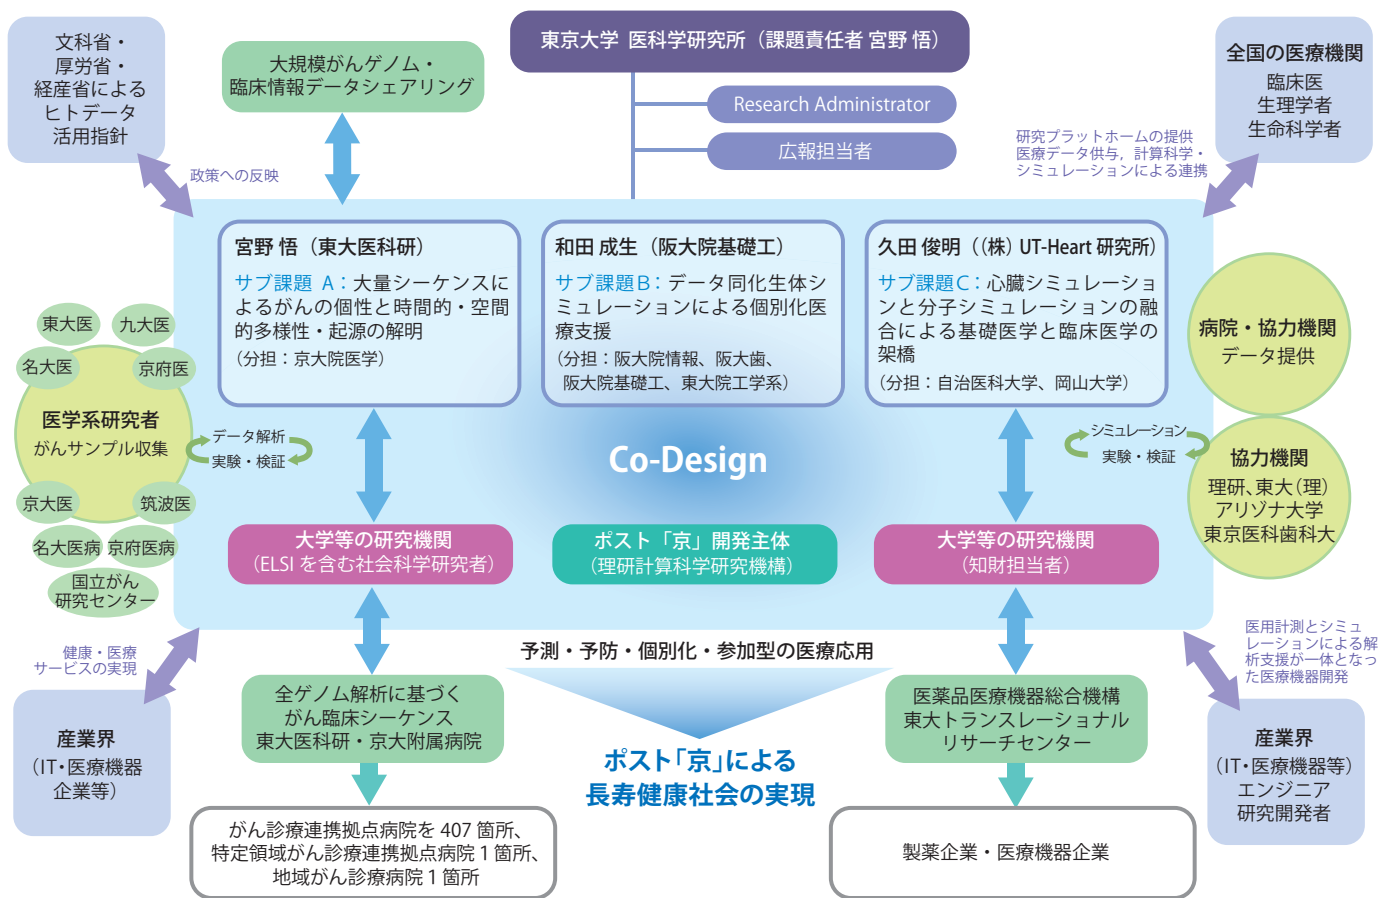 文科省・
厚労省・
経産省による
ヒトデータ
活用指針
大規模がんゲノム・
臨床情報データシェアリング
東京大学 医科学研究所（課題責任者 宮野 悟）
Research Administrator
広報担当者
全国の医療機関
臨床医
生理学者
生命科学者
政策への反映
研究プラットホームの提供
医療データ供与，計算科学・
シミュレーションによる連携
宮野 悟（東大医科研）
サブ課題 A：大量シーケンスに
よるがんの個性と時間的・空間
的多様性・起源の解明
（分担：京大院医学）
和田 成生（阪大院基礎工）
サブ課題B：データ同化生体シ
ミュレーションによる個別化医
療支援
（分担：阪大院情報、阪大歯、
阪大院基礎工、東大院工学系）
久田 俊明（（株）UT-Heart 研究所）
サブ課題C：心臓シミュレーショ
ンと分子シミュレーションの融
合による基礎医学と臨床医学の
架橋
（分担：自治医科大学、岡山大学）
東大医
九大医
名大医
京府医
医学系研究者
がんサンプル収集
京大医
筑波医
名大医病
京府医病
国立がん
研究センター
データ解析
実験・検証
Co-Design
シミュレーション
実験・検証
病院・協力機関
データ提供
協力機関
理研、東大（理）
アリゾナ大学
東京医科歯科大
大学等の研究機関
（ELSI を含む社会科学研究者）
ポスト「京」開発主体
（理研計算科学研究機構）
大学等の研究機関
（知財担当者）
健康・医療
サービスの実現
予測・予防・個別化・参加型の医療応用
医用計測とシミュ
レーションによる解
析支援が一体となっ
た医療機器開発
産業界
（IT・医療機器
企業等）
全ゲノム解析に基づく
がん臨床シーケンス
東大医科研・京大附属病院
ポスト「京」による
長寿健康社会の実現
医薬品医療機器総合機構
東大トランスレーショナル
リサーチセンター
産業界
（IT・医療機器等）
エンジニア
研究開発者
がん診療連携拠点病院を 407 箇所、
特定領域がん診療連携拠点病院 1 箇所、
地域がん診療病院 1 箇所
製薬企業・医療機器企業